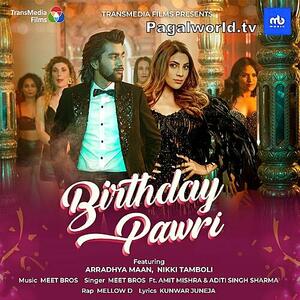 TransMedia
Films
TRANSMEDIA FILMS PRESENTS
Pagalworld.tv
mb
MUSIC
Birthday
Pawri
Featuring
ARRADHYA MAAN, NIKKI TAMBOLI
Music MEET BROS Singer MEET BROS Ft. AMIT MISHRA & ADITI SINGH SHARMA
Rap MELLOW D Lyrics KUNWAR JUNEJA